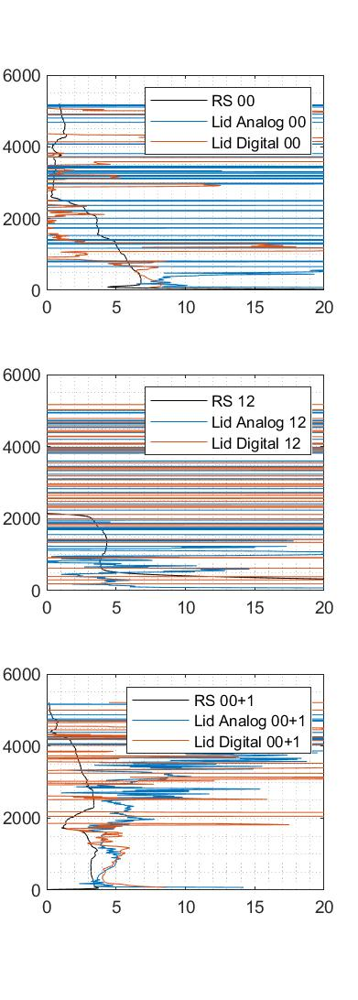 6000
RS 00
Lid Analog 00
4000
Lid Digital 00
2000
0
0 5 10 15 20
6000
RS 12
Lid Analog 12
4000
Lid Digital 12
2000
0
0 5 10 15 20
6000
RS 00+1
Lid Analog 00+1
4000
Lid Digital 00+1
2000
0
0 5 10 15 20